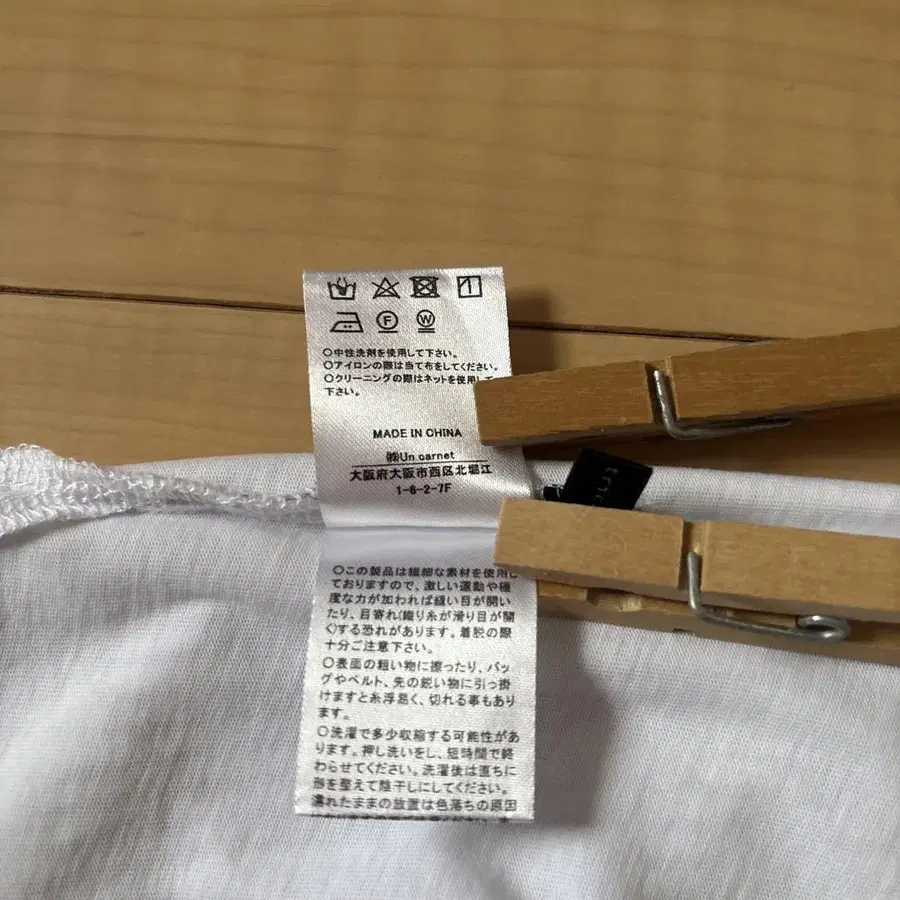 F W
○中性洗剤を使用して下さい。
○アイロンの際は当て布をしてください。
○クリーニングの際はネットを使用して
下さい。
MADE IN CHINA
㈱Un carnet
大阪府大阪市西区北堀江
1-6-2-7F
○この製品は繊細な素材を使用し
ておりますので、激しい運動や極
度な力が加われば縫い目が開い
たり、目寄れ(織り糸が滑り目が開
く)する恐れがあります。着脱の際
十分ご注意下さい。
○表面の粗い物に擦ったり、バッ
グやベルト、先の鋭い物に引っ掛
けますと糸浮易く、切れる事もあり
ます。
○洗濯で多少収縮する可能性があ
ります。押し洗いをし、短時間で終
わらせてください。洗濯後は直ちに
形を整えて陰干しにしてください。
濡れたままの放置は色落ちの原因